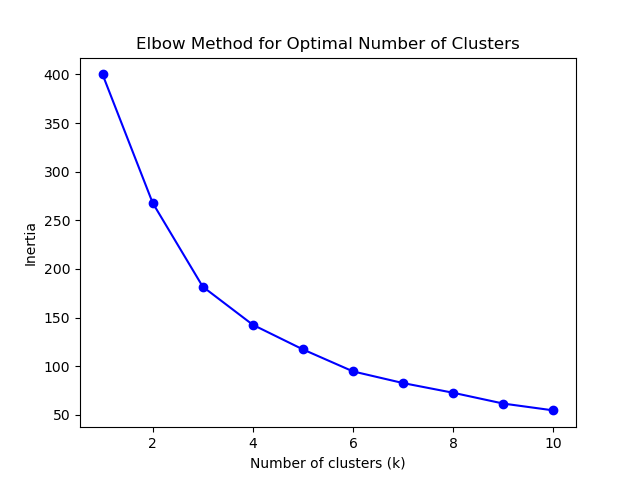 Elbow Method for Optimal Number of Clusters
400
350
300
250
200
150
100
50
Inertia
2 4 6 8 10
Number of clusters (k)